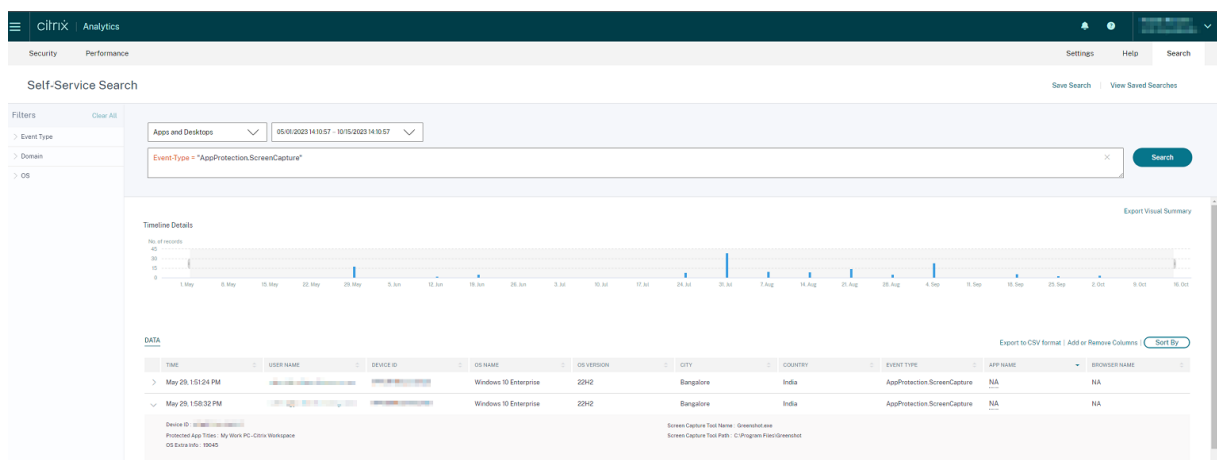 citrix | Analytics
Security Performance Settings Help Search
Self-Service Search Save Search View Saved Searches
Filters Clear All
Event Type
Domain
OS
Apps and Desktops 05/01/2023 14:10:57 - 10/15/2023 14:10:57
Event-Type = "AppProtection.ScreenCapture" Search
Export Visual Summary
Timeline Details
No. of records
30
0
1. May 8. May 15. May 22. May 29. May 5. Jun 12. Jun 19. Jun 26. Jun 3. Jul 10. Jul 17. Jul 24. Jul 31. Jul 7. Aug 14. Aug 21. Aug 28. Aug 4. Sep 11. Sep 18. Sep 25. Sep 2. Oct 9. Oct 16. Oct
DATA Export to CSV format | Add or Remove Columns | Sort By
TIME USER NAME DEVICE ID OS NAME OS VERSION CITY COUNTRY EVENT TYPE APP NAME BROWSER NAME
May 29, 1:51:24 PM Windows 10 Enterprise 22H2 Bangalore India AppProtection.ScreenCapture NA NA
May 29, 1:58:32 PM Windows 10 Enterprise 22H2 Bangalore India AppProtection.ScreenCapture NA NA
Device ID : Screen Capture Tool Name : Greenshot.exe
Protected App Titles : My Work PC -Citrix Workspace Screen Capture Tool Path : C:\Program Files\Greenshot
OS Extra Info : 19045